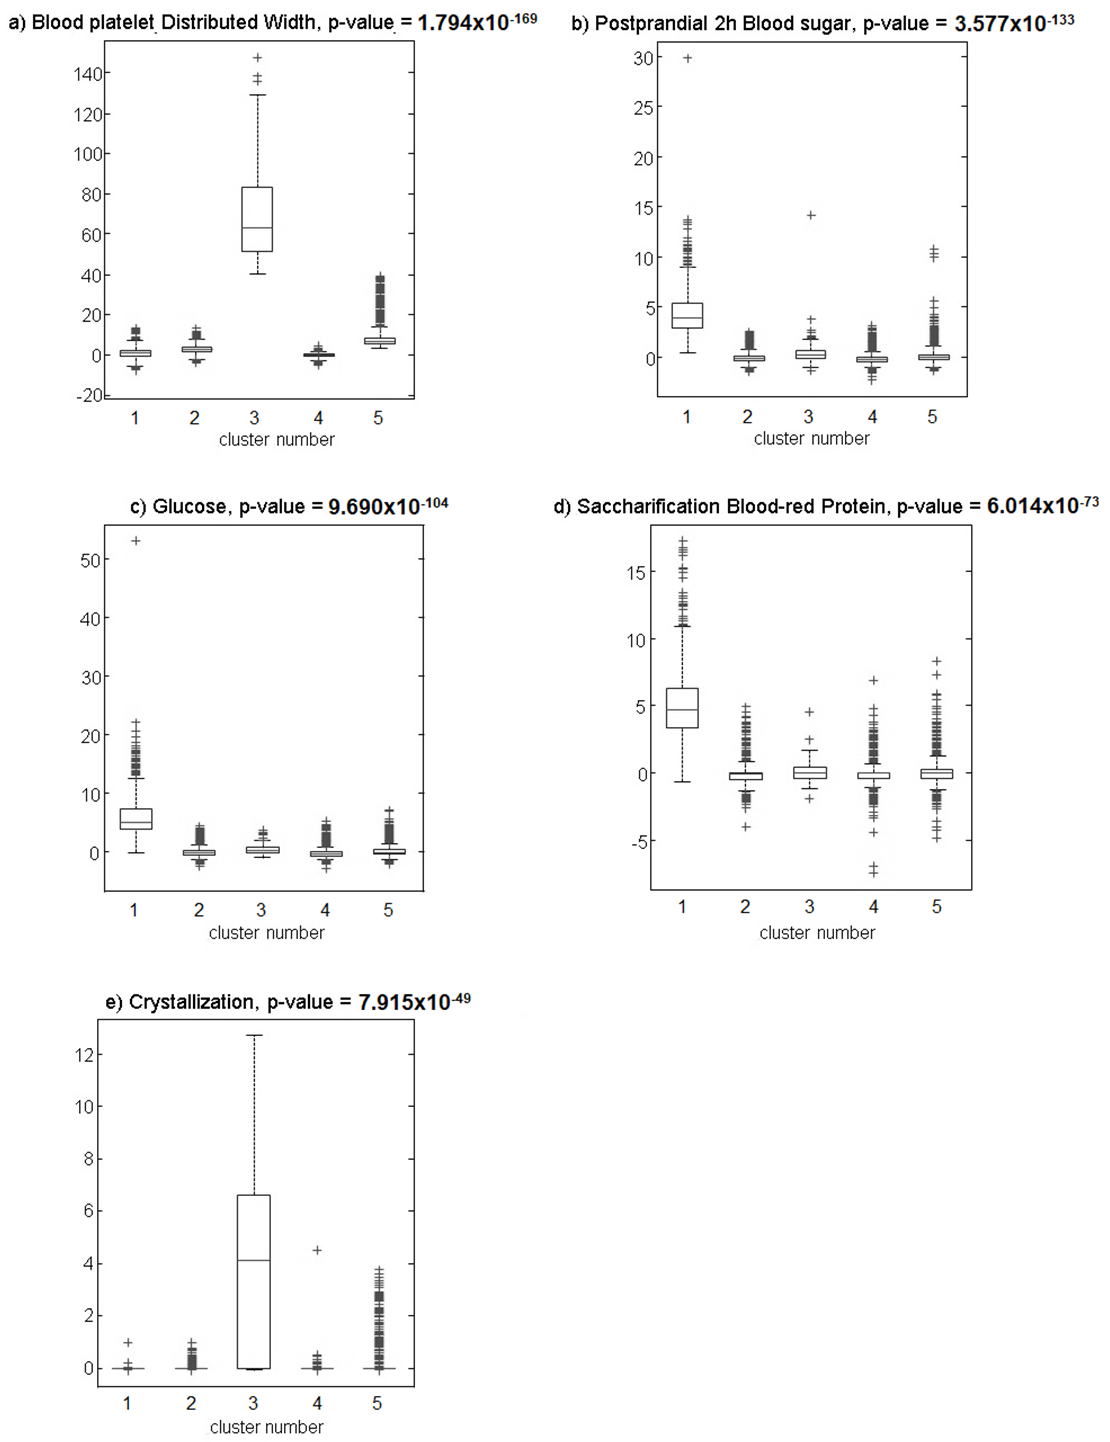 a) Blood platelet Distributed Width, p-value = 1.794x10-169
140
120
100
80
60
40
20
0
-20
1 2 3 4 5
cluster number
b) Postprandial 2h Blood sugar, p-value = 3.577x10-133
30
25
20
15
10
5
0
1 2 3 4 5
cluster number
c) Glucose, p-value = 9.690x10-104
50
40
30
20
10
0
1 2 3 4 5
cluster number
d) Saccharification Blood-red Protein, p-value = 6.014x10-73
15
10
5
0
-5
1 2 3 4 5
cluster number
e) Crystallization, p-value = 7.915x10-49
12
10
8
6
4
2
0
1 2 3 4 5
cluster number